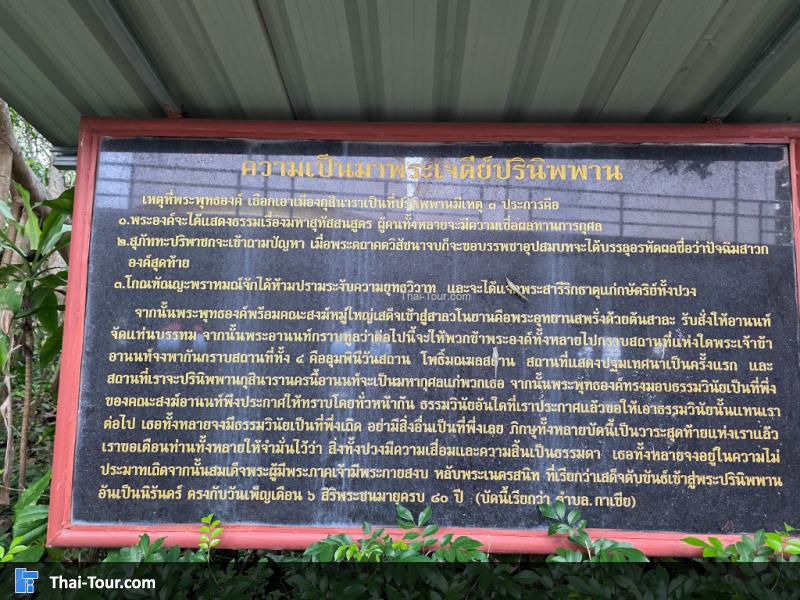 ความเป็นมาพระเจดีย์ปรินิพพาน
เหตุที่พระพุทธองค์ เลือกเอาเมืองกุสินาราเป็นที่ปรินิพพานมีเหตุ ๓ ประการคือ
๑.พระองค์จะได้แสดงธรรมเรื่องมหาสุทัสสนสูตร ผู้คนทั้งหลายจะมีความเชื่อผลทานการกุศล
๒.สุภัททะปริพาชกจะเข้าถามปัญหา เมื่อพระตถาคตวิสัชนาจบก็จะขอบรรพชาอุปสมบทจะได้บรรลุอรหัตผลชื่อว่าปัจฉิมสาวก
องค์สุดท้าย
๓.โกณฑัญญะพราหมณ์จักได้ห้ามปรามระงับความยุทธวิวาท และจะได้แจกพระสารีริกธาตุแก่กษัตริย์ทั้งปวง
จากนั้นพระพุทธองค์พร้อมคณะสงฆ์หมู่ใหญ่เสด็จเข้าสู่สาลวโนยานคือพระอุทยานสพรั่งด้วยต้นสาละ รับสั่งให้อานนท์
จัดแท่นบรรทม จากนั้นพระอานนท์กราบทูลว่าต่อไปนี้จะให้พวกข้าพระองค์ทั้งหลายไปกราบสถานที่แห่งใดพระเจ้าข้า
อานนท์จงพากันกราบสถานที่ทั้ง ๔ คือลุมพินีวันสถาน โพธิ์มณฑลสถาน สถานที่แสดงปฐมเทศนาเป็นครั้งแรก และ
สถานที่เราจะปรินิพพานกุสินารานครนี้อานนท์จะเป็นมหากุศลแก่พวกเธอ จากนั้นพระพุทธองค์ทรงมอบธรรมวินัยเป็นที่พึ่ง
ของคณะสงฆ์อานนท์พึงประกาศให้ทราบโดยทั่วหน้ากัน ธรรมวินัยอันใดที่เราประกาศแล้วขอให้เอาธรรมวินัยนั้นแทนเรา
ต่อไป เธอทั้งหลายจงมีธรรมวินัยเป็นที่พึ่งเถิด อย่ามีสิ่งอื่นเป็นที่พึ่งเลย ภิกษุทั้งหลายบัดนี้เป็นวาระสุดท้ายแห่งเราแล้ว
เราขอเตือนท่านทั้งหลายให้จำมั่นไว้ว่า สิ่งทั้งปวงมีความเสื่อมและความสิ้นเป็นธรรมดา เธอทั้งหลายจงอยู่ในความไม่
ประมาทเถิดจากนั้นสมเด็จพระผู้มีพระภาคเจ้ามีพระกายสงบ หลับพระเนตรสนิท ที่เรียกว่าเสด็จดับขันธ์เข้าสู่พระปรินิพพาน
อันเป็นนิรันดร์ ตรงกับวันเพ็ญเดือน ๖ สิริพระชนมายุครบ ๘๐ ปี (บัดนี้เรียกว่า ตำบล.กาเซีย)
Thai-Tour.com
Thai-Tour.com